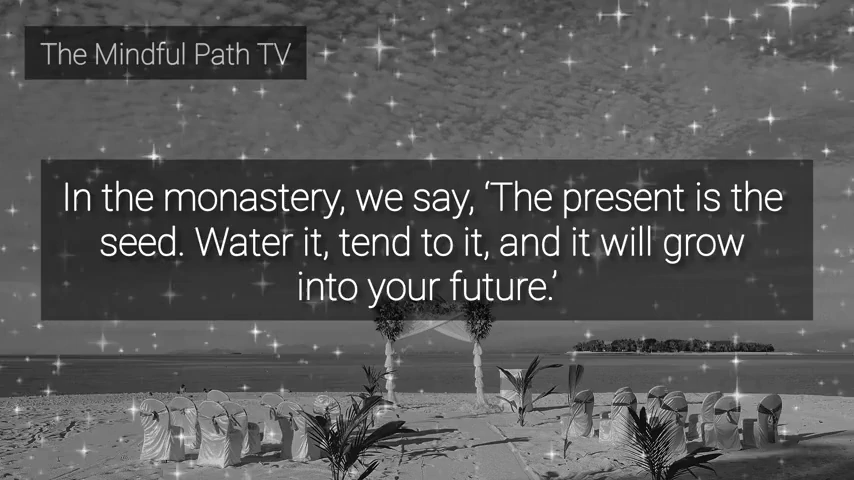 The Mindful Path TV
In the monastery, we say, ‘The present is the
seed. Water it, tend to it, and it will grow
into your future.’